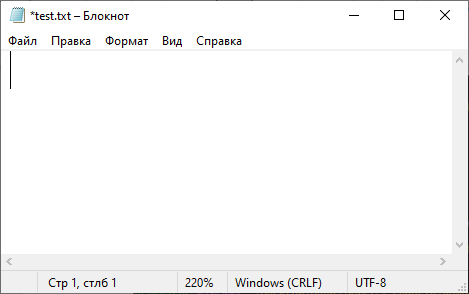 *test.txt – Блокнот
Файл Правка Формат Вид Справка
Стр 1, стлб 1 220% Windows (CRLF) UTF-8